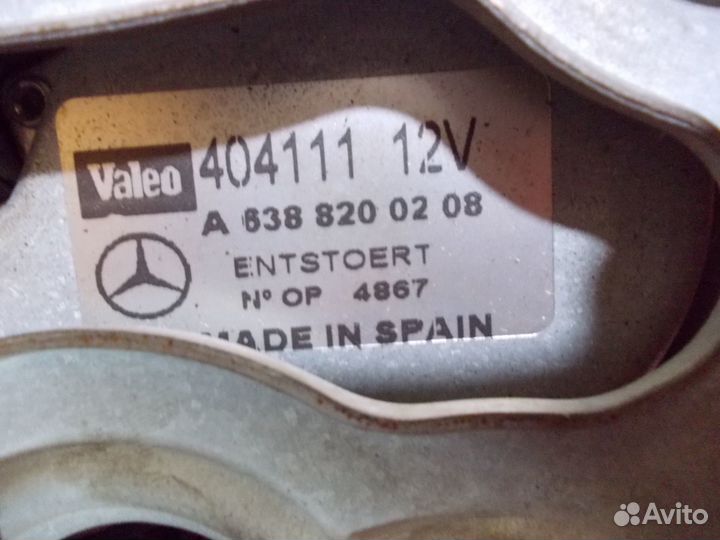 Valeo 404111 12V
A 638 820 02 08
ENTSTOERT
Nº OP 4867
MADE IN SPAIN
Avito